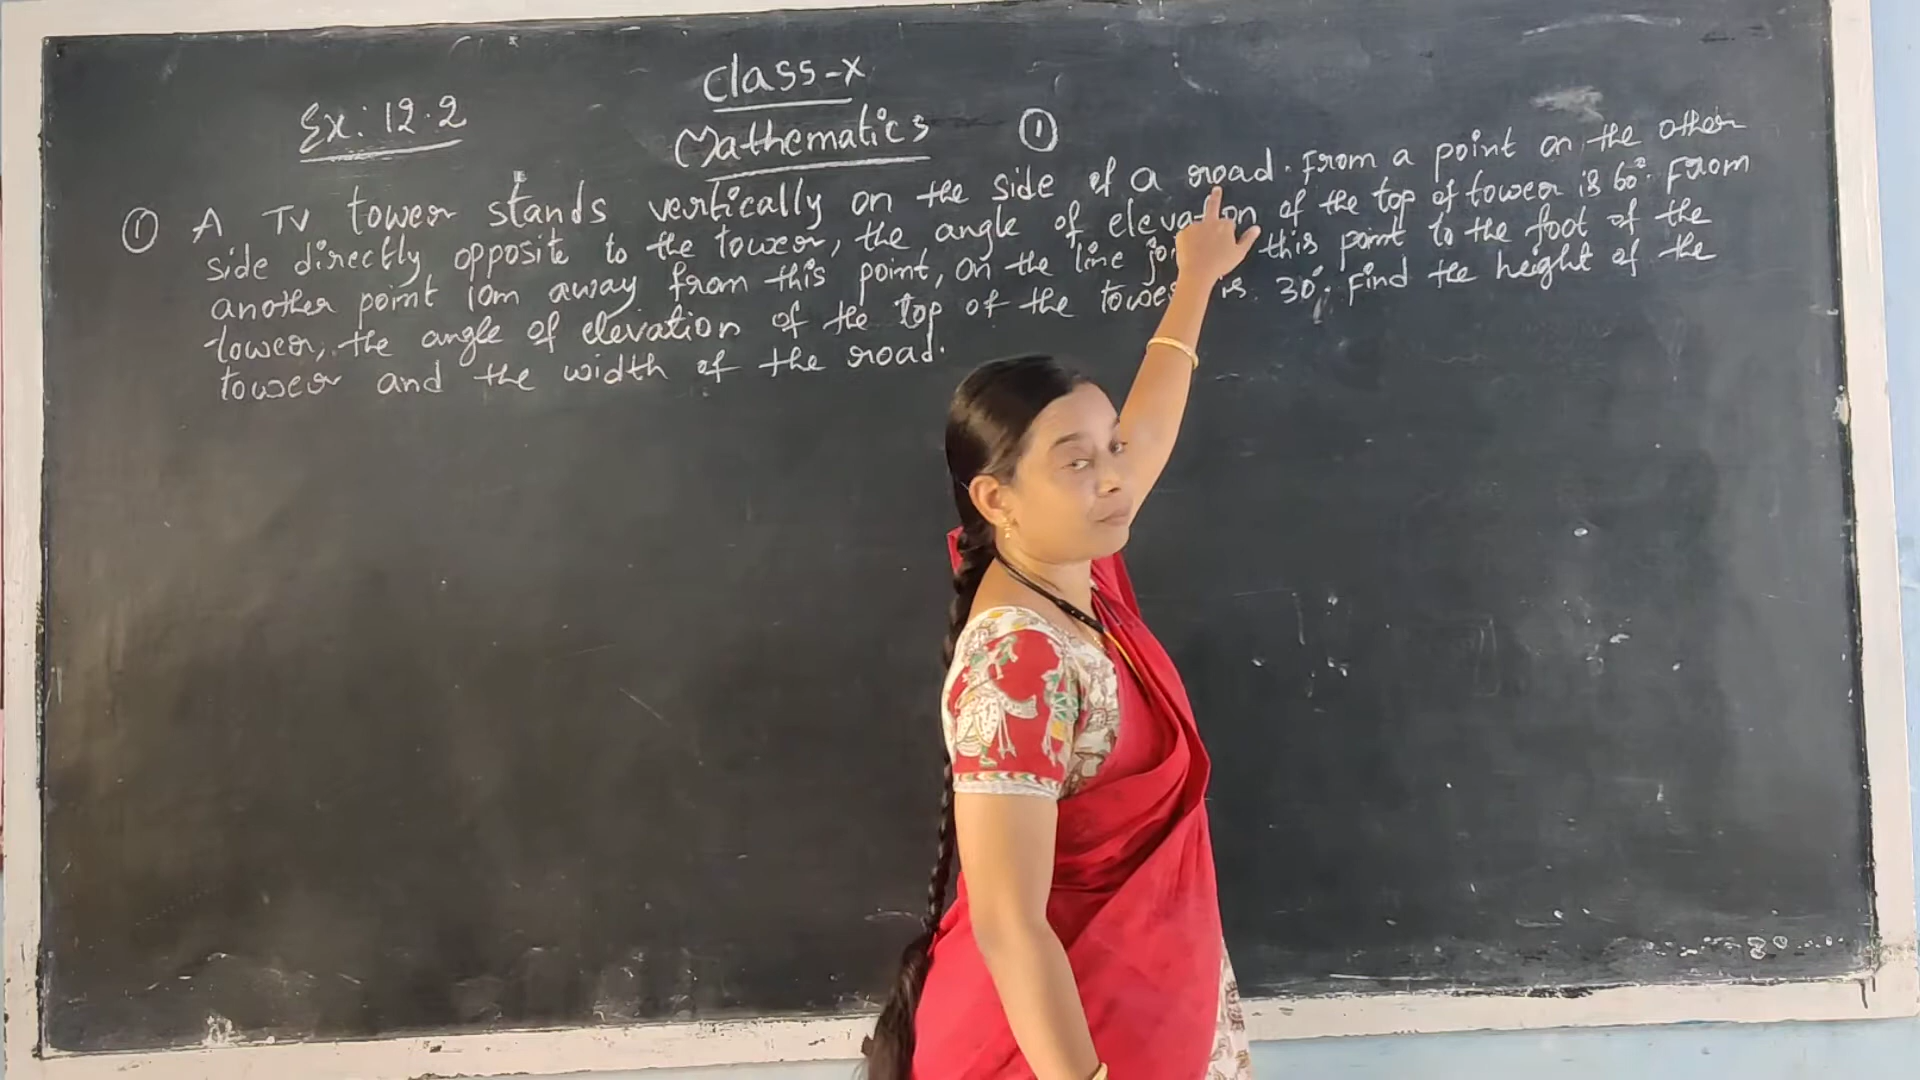 Class-X
Ex: 12.2
Mathematics ①
① A TV tower stands vertically on the side of a road. From a point on the other
side directly opposite to the tower, the angle of elevation of the top of tower is 60°. From
another point 10m away from this point, on the line this point to the foot of the
tower, the angle of elevation of the top of the tower is 30°. Find the height of the
tower and the width of the road.